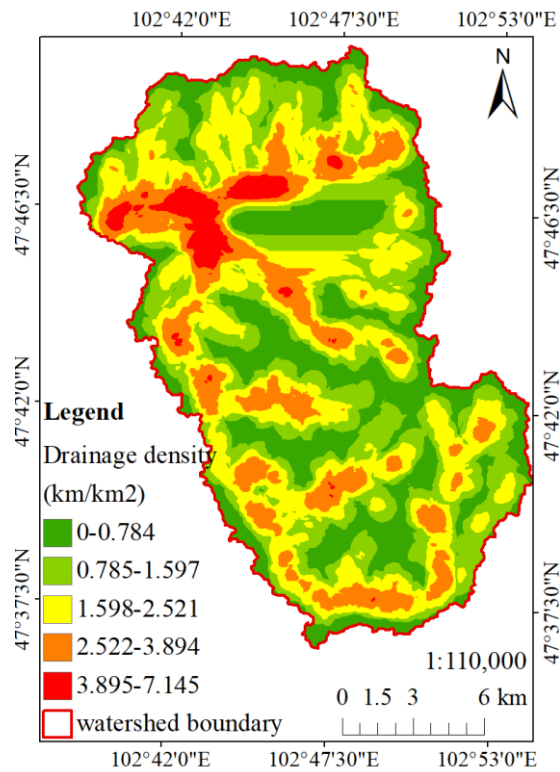 102°42'0"E 102°47'30"E 102°53'0"E
N
47°46'30"N 47°46'30"N
47°42'0"N 47°42'0"N
Legend
Drainage density
(km/km2)
0-0.784
0.785-1.597
1.598-2.521
2.522-3.894
3.895-7.145
watershed boundary
47°37'30"N 47°37'30"N
1:110,000
0 1.5 3 6 km
102°42'0"E 102°47'30"E 102°53'0"E